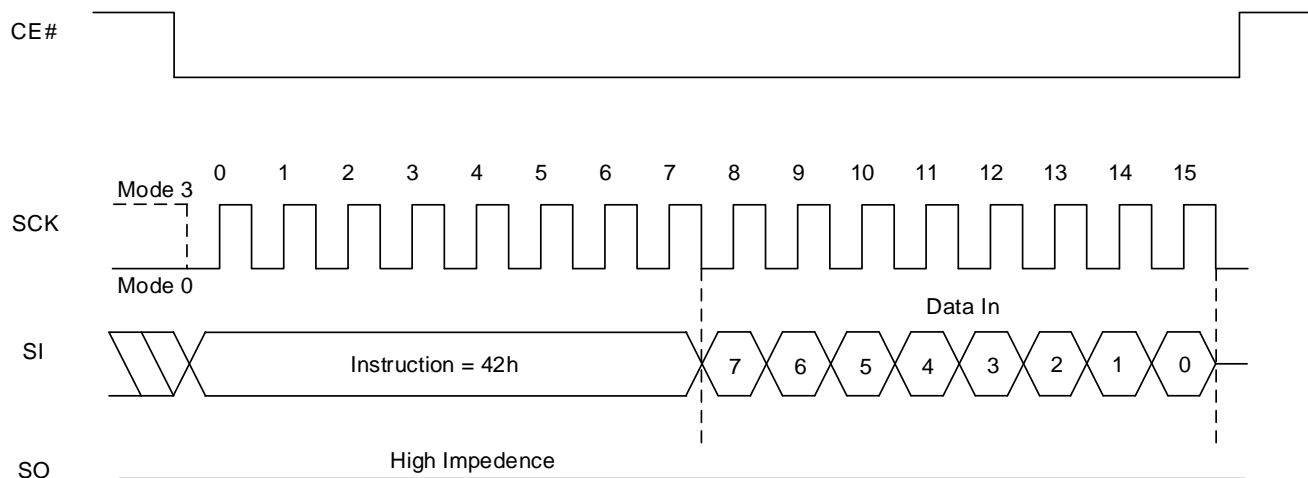 CE#
0 1 2 3 4 5 6 7 8 9 10 11 12 13 14 15
Mode 3
SCK
Mode 0
Data In
SI
Instruction = 42h
7 6 5 4 3 2 1 0
High Impedence
SO